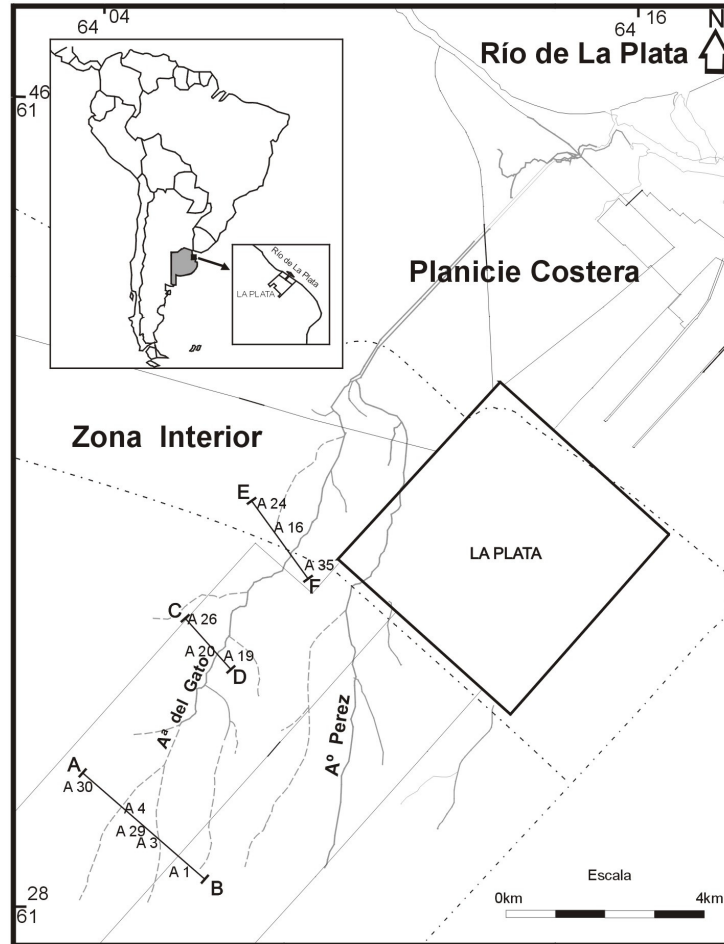 64 04
64 16
N
Río de La Plata
61 46
Río de La Plata
LA PLATA
Planicie Costera
Zona Interior
E
A 24
A 16
LA PLATA
A 35
F
C
A 26
A 20
A 19
D
Aª del Gato
Aº Perez
A
A 30
A 4
A 29
A 3
A 1
B
Escala
0km
4km
61 28